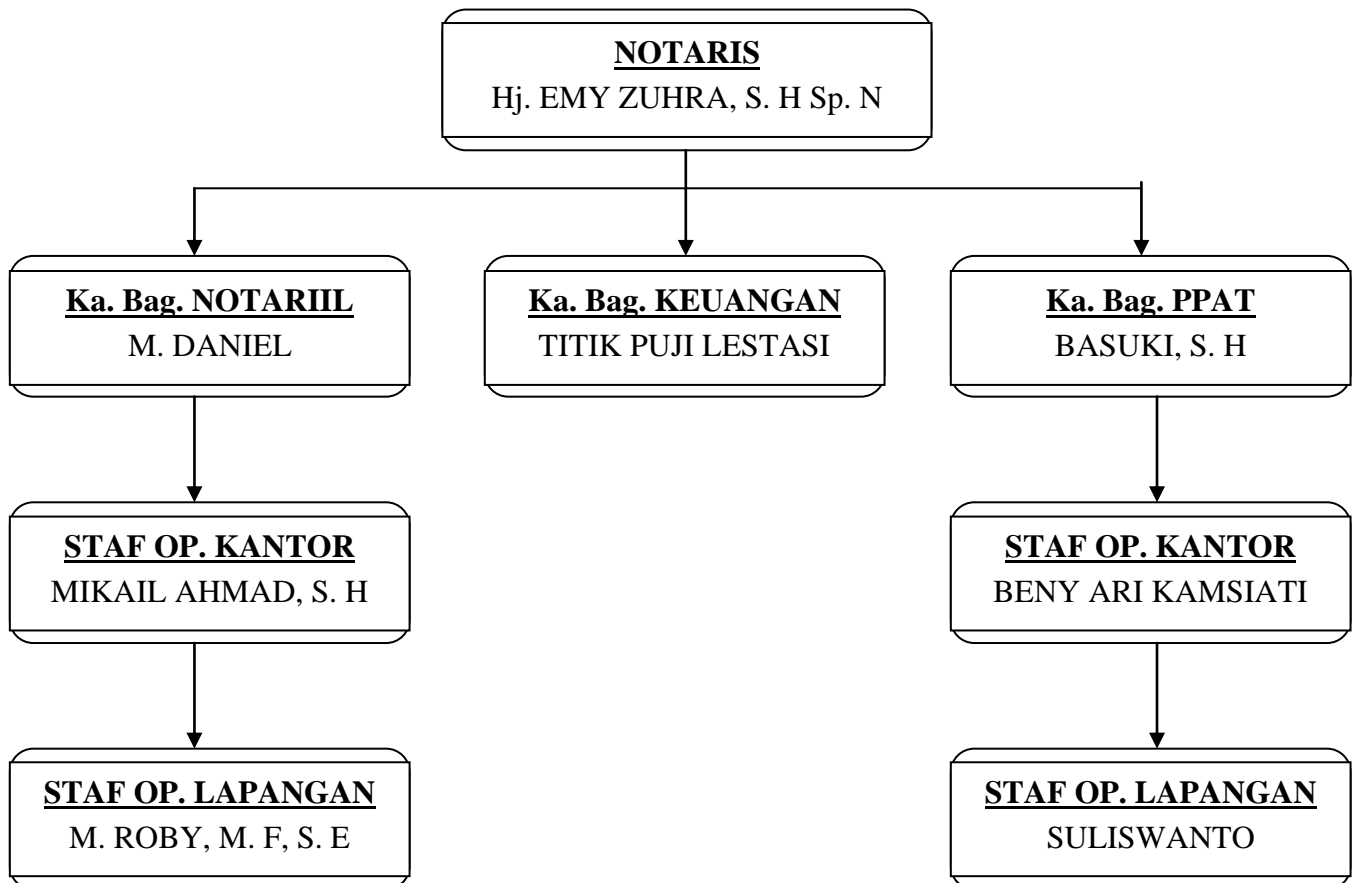 NOTARIS
Hj. EMY ZUHRA, S. H Sp. N
Ka. Bag. NOTARIIL
M. DANIEL
Ka. Bag. KEUANGAN
TITIK PUJI LESTASI
Ka. Bag. PPAT
BASUKI, S. H
STAF OP. KANTOR
MIKAIL AHMAD, S. H
STAF OP. KANTOR
BENY ARI KAMSIATI
STAF OP. LAPANGAN
M. ROBY, M. F, S. E
STAF OP. LAPANGAN
SULISWANTO